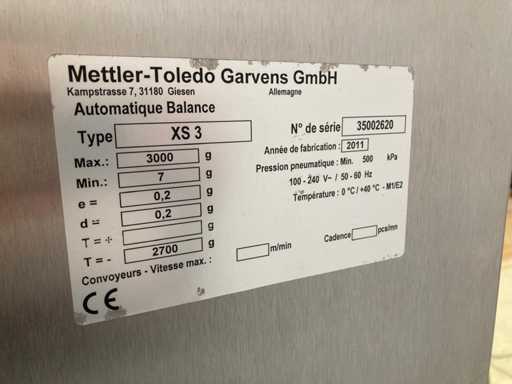 Mettler-Toledo Garvens GmbH
Kampstrasse 7, 31180 Giesen Allemagne
Automatique Balance
Type XS 3 N° de série 35002620
Max.: 3000 g Année de fabrication : 2011
Min.: 7 g Pression pneumatique : Min. 500 kPa
e = 0,2 g 100 - 240 V~ / 50 - 60 Hz
d = 0,2 g Température : 0 °C / +40 °C - M1/E2
T = + g
T = - 2700 g
Convoyeurs - Vitesse max. : m/min Cadence pcs/mn
CE